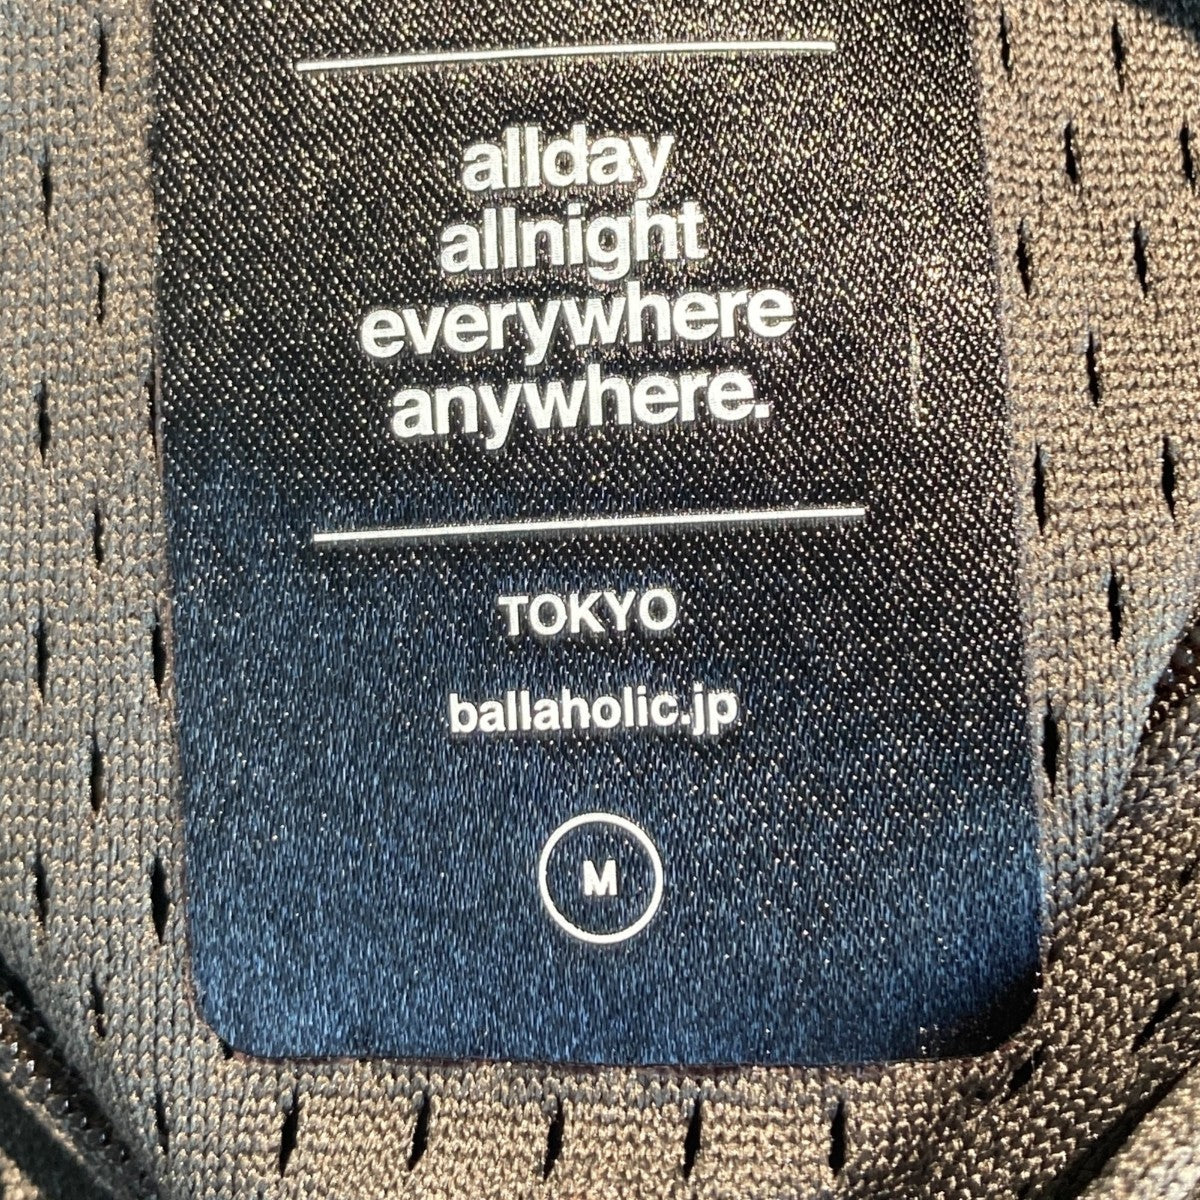 allday
allnight
everywhere
anywhere.
TOKYO
ballaholic.jp
M